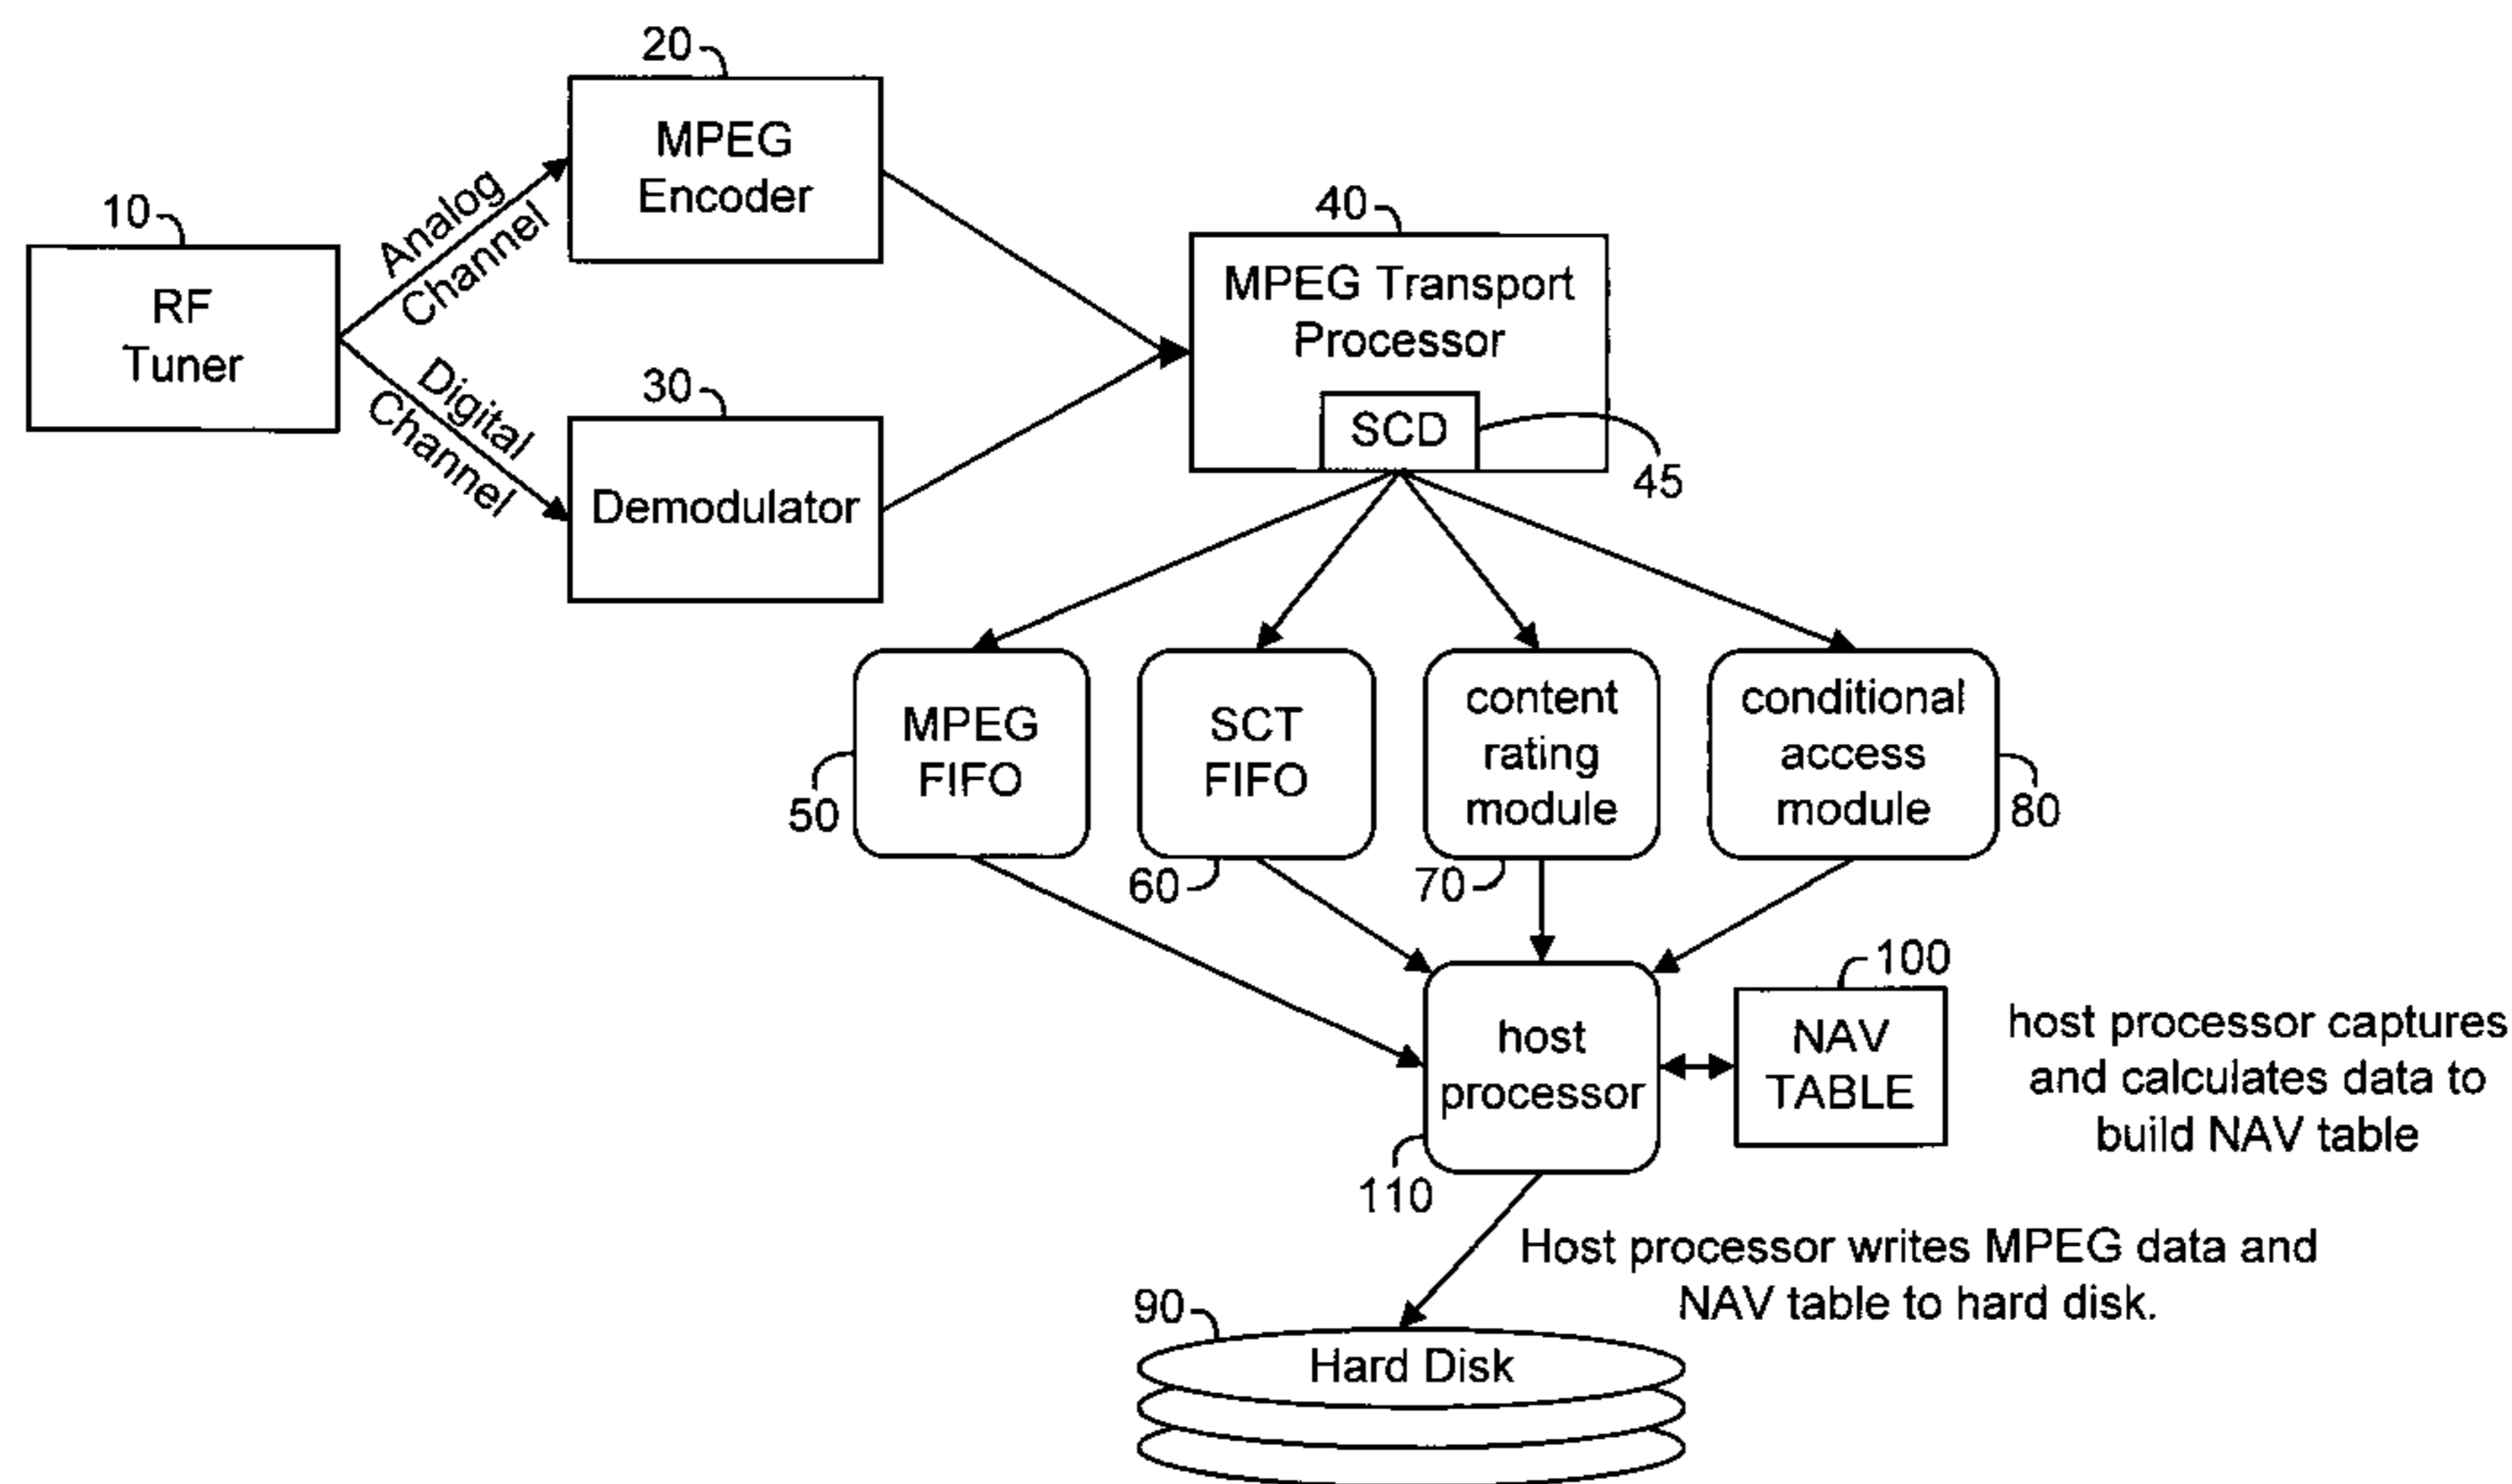 20
MPEG
Encoder
10
RF
Tuner
Analog
Channel
Digital
Channel
30
Demodulator
40
MPEG Transport
Processor
SCD
45
MPEG
FIFO
50
SCT
FIFO
60
content
rating
module
70
conditional
access
module
80
host
processor
110
100
NAV
TABLE
host processor captures
and calculates data to
build NAV table
Host processor writes MPEG data and
NAV table to hard disk.
90
Hard Disk